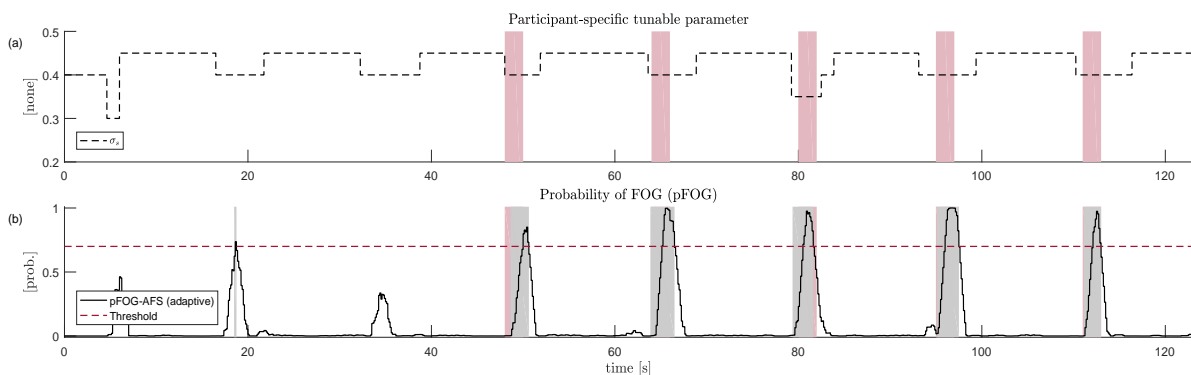 Participant-specific tunable parameter
(a)
0.5
0.4
[none]
0.3
σₛ
0.2
0 20 40 60 80 100 120
Probability of FOG (pFOG)
(b)
1
[prob.]
0.5
pFOG-AFS (adaptive)
Threshold
0
0 20 40 60 80 100 120
time [s]